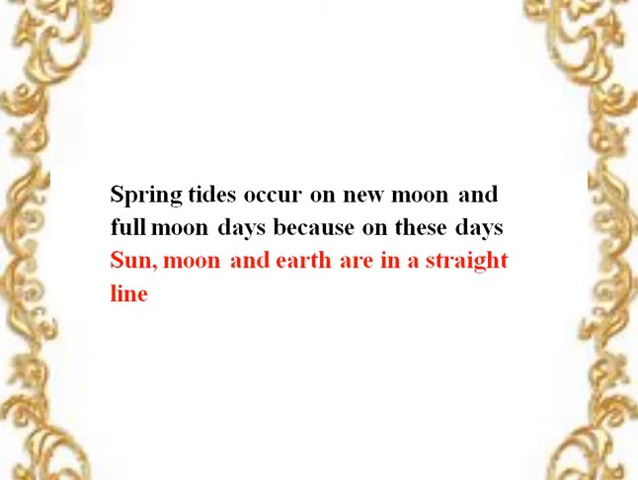 Spring tides occur on new moon and
full moon days because on these days
Sun, moon and earth are in a straight
line